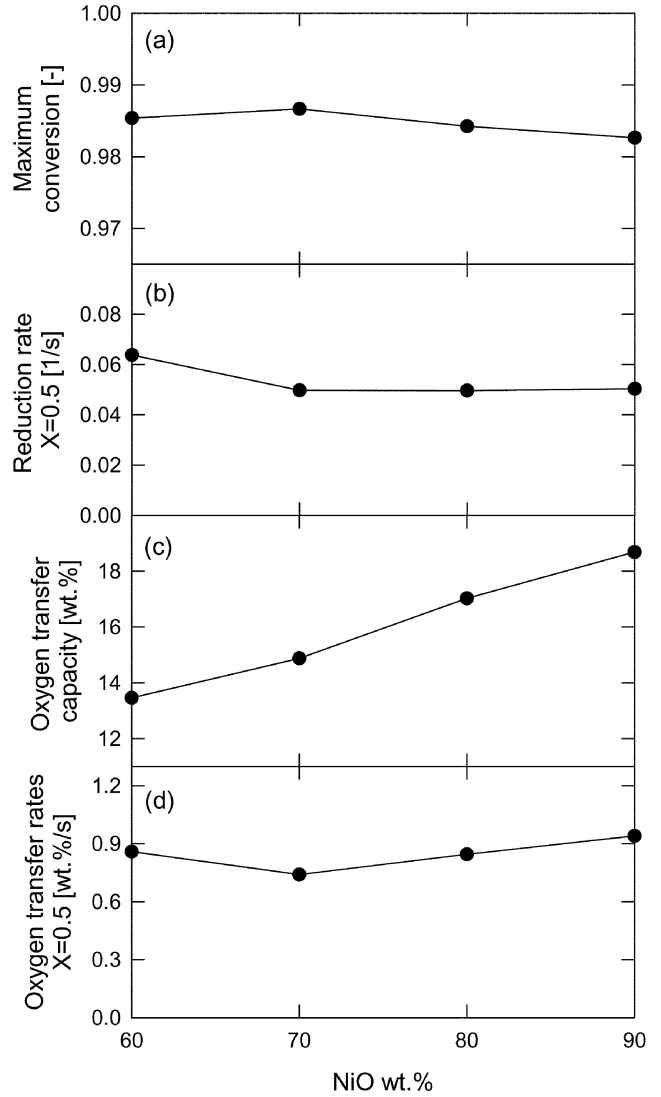 Maximum
conversion [-]
(a)
1.00
0.99
0.98
0.97
Reduction rate
X=0.5 [1/s]
(b)
0.08
0.06
0.04
0.02
0.00
Oxygen transfer
capacity [wt.%]
(c)
18
16
14
12
Oxygen transfer rates
X=0.5 [wt.%/s]
(d)
1.2
0.9
0.6
0.3
0.0
60 70 80 90
NiO wt.%